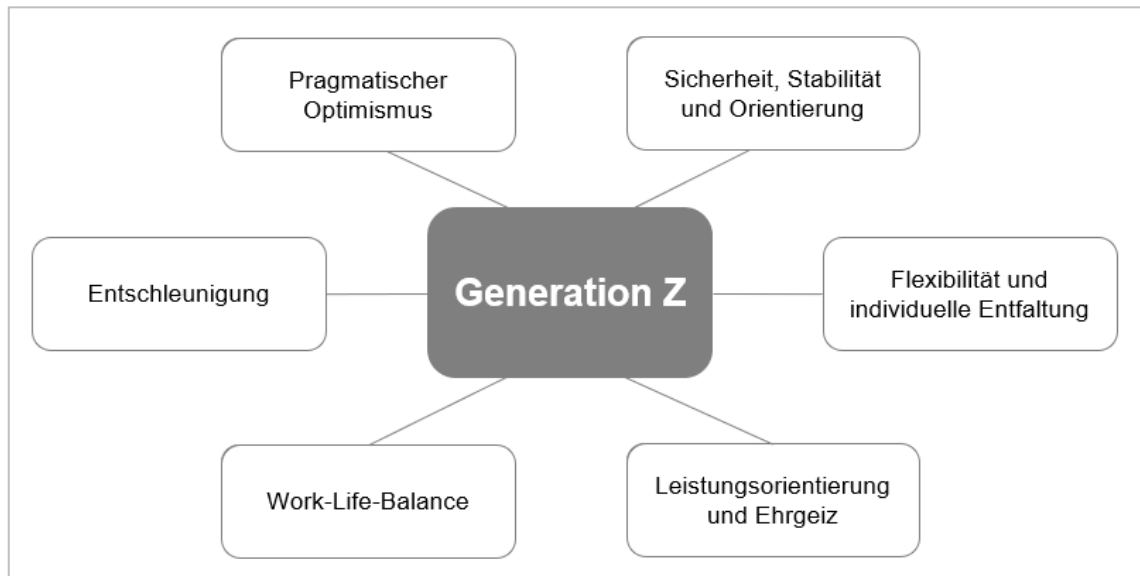 Pragmatischer
Optimismus
Sicherheit, Stabilität
und Orientierung
Entschleunigung
Generation Z
Flexibilität und
individuelle Entfaltung
Work-Life-Balance
Leistungsorientierung
und Ehrgeiz